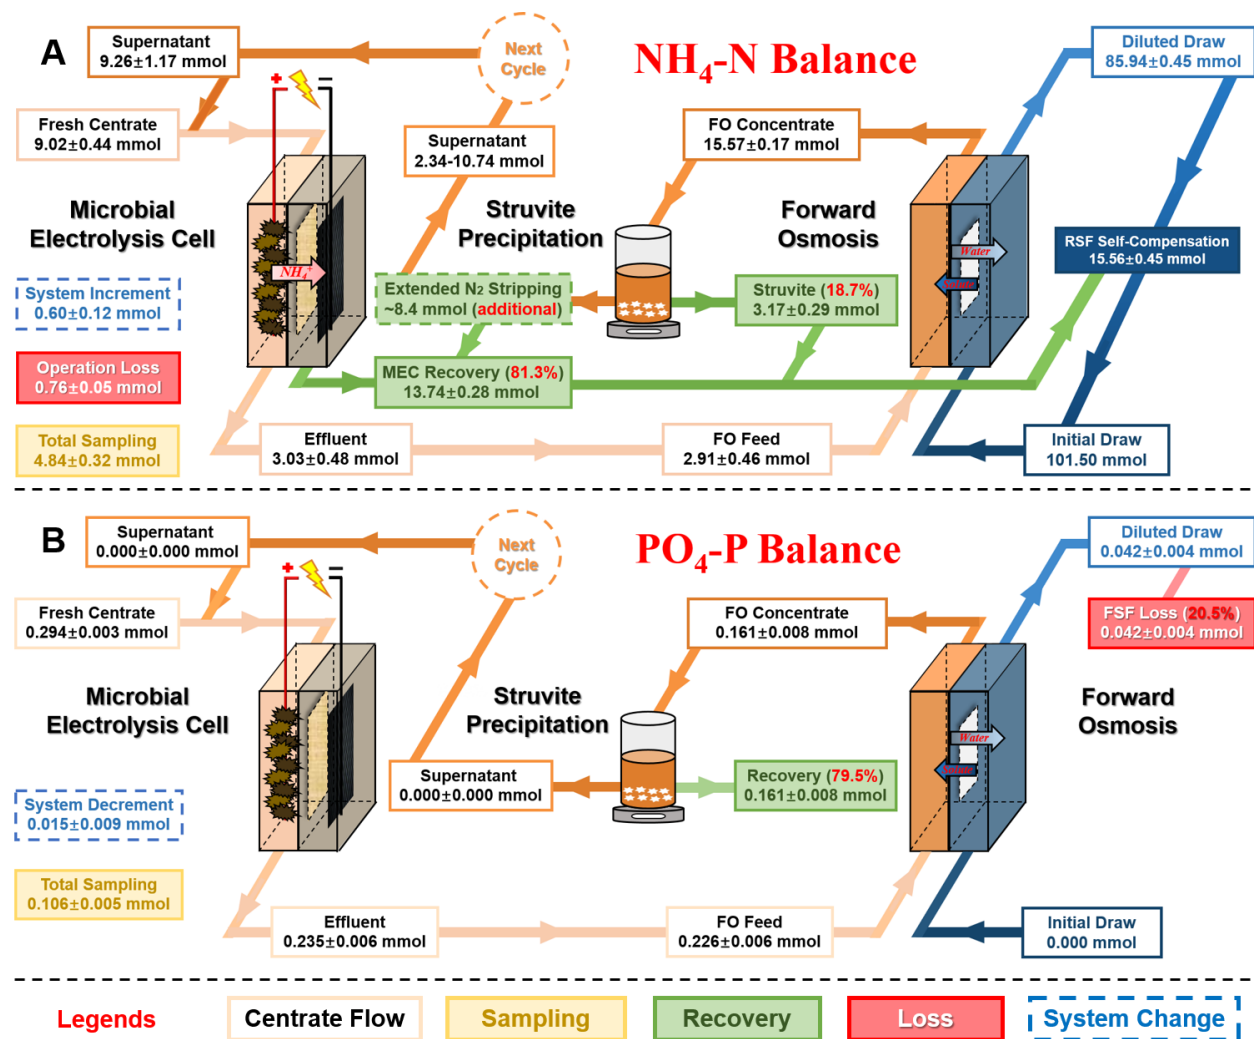 A
NH4-N Balance
Supernatant
9.26±1.17 mmol
Next
Cycle
Diluted Draw
85.94±0.45 mmol
+
−
Fresh Centrate
9.02±0.44 mmol
Supernatant
2.34-10.74 mmol
FO Concentrate
15.57±0.17 mmol
Microbial
Electrolysis Cell
Struvite
Precipitation
Forward
Osmosis
RSF Self-Compensation
15.56±0.45 mmol
NH4+
Water
Solute
System Increment
0.60±0.12 mmol
Extended N2 Stripping
~8.4 mmol (additional)
Struvite (18.7%)
3.17±0.29 mmol
Operation Loss
0.76±0.05 mmol
MEC Recovery (81.3%)
13.74±0.28 mmol
Total Sampling
4.84±0.32 mmol
Effluent
3.03±0.48 mmol
FO Feed
2.91±0.46 mmol
Initial Draw
101.50 mmol
B
PO4-P Balance
Supernatant
0.000±0.000 mmol
Next
Cycle
Diluted Draw
0.042±0.004 mmol
+
−
Fresh Centrate
0.294±0.003 mmol
FO Concentrate
0.161±0.008 mmol
FSF Loss (20.5%)
0.042±0.004 mmol
Microbial
Electrolysis Cell
Struvite
Precipitation
Forward
Osmosis
Water
Solute
Supernatant
0.000±0.000 mmol
Recovery (79.5%)
0.161±0.008 mmol
System Decrement
0.015±0.009 mmol
Total Sampling
0.106±0.005 mmol
Effluent
0.235±0.006 mmol
FO Feed
0.226±0.006 mmol
Initial Draw
0.000 mmol
Legends
Centrate Flow
Sampling
Recovery
Loss
System Change